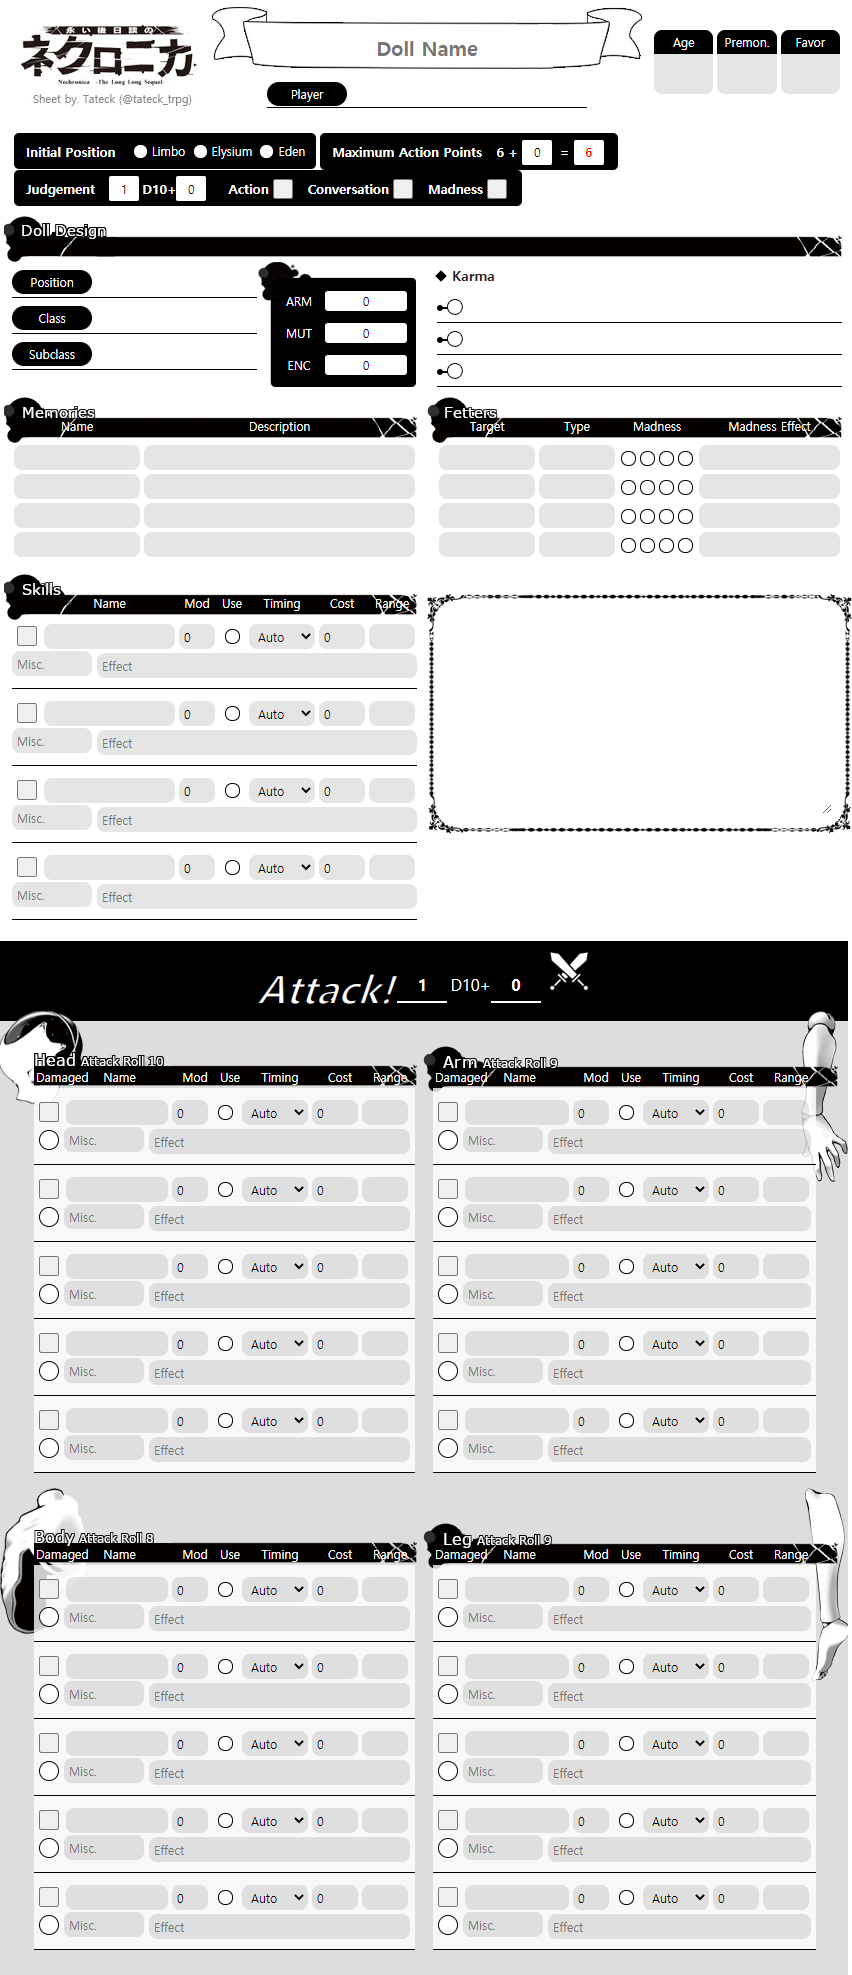 永い後日談の
ネクロニカ
Nechronica -The Long Long Sequel-
Sheet by. Tateck (@tateck_trpg)
Doll Name
Player
Age Premon. Favor
Initial Position Limbo Elysium Eden
Maximum Action Points 6 + 0 = 6
Judgement 1 D10+ 0 Action Conversation Madness
Doll Design
Position
Class
Subclass
ARM 0
MUT 0
ENC 0
◆ Karma
Memories
Name Description
Fetters
Target Type Madness Madness Effect
Skills
Name Mod Use Timing Cost Range
0 Auto 0
Misc. Effect
0 Auto 0
Misc. Effect
0 Auto 0
Misc. Effect
0 Auto 0
Misc. Effect
Attack! 1 D10+ 0
Head Attack Roll 10
Damaged Name Mod Use Timing Cost Range
0 Auto 0
Misc. Effect
0 Auto 0
Misc. Effect
0 Auto 0
Misc. Effect
0 Auto 0
Misc. Effect
0 Auto 0
Misc. Effect
Arm Attack Roll 9
Damaged Name Mod Use Timing Cost Range
0 Auto 0
Misc. Effect
0 Auto 0
Misc. Effect
0 Auto 0
Misc. Effect
0 Auto 0
Misc. Effect
0 Auto 0
Misc. Effect
Body Attack Roll 8
Damaged Name Mod Use Timing Cost Range
0 Auto 0
Misc. Effect
0 Auto 0
Misc. Effect
0 Auto 0
Misc. Effect
0 Auto 0
Misc. Effect
0 Auto 0
Misc. Effect
Leg Attack Roll 9
Damaged Name Mod Use Timing Cost Range
0 Auto 0
Misc. Effect
0 Auto 0
Misc. Effect
0 Auto 0
Misc. Effect
0 Auto 0
Misc. Effect
0 Auto 0
Misc. Effect